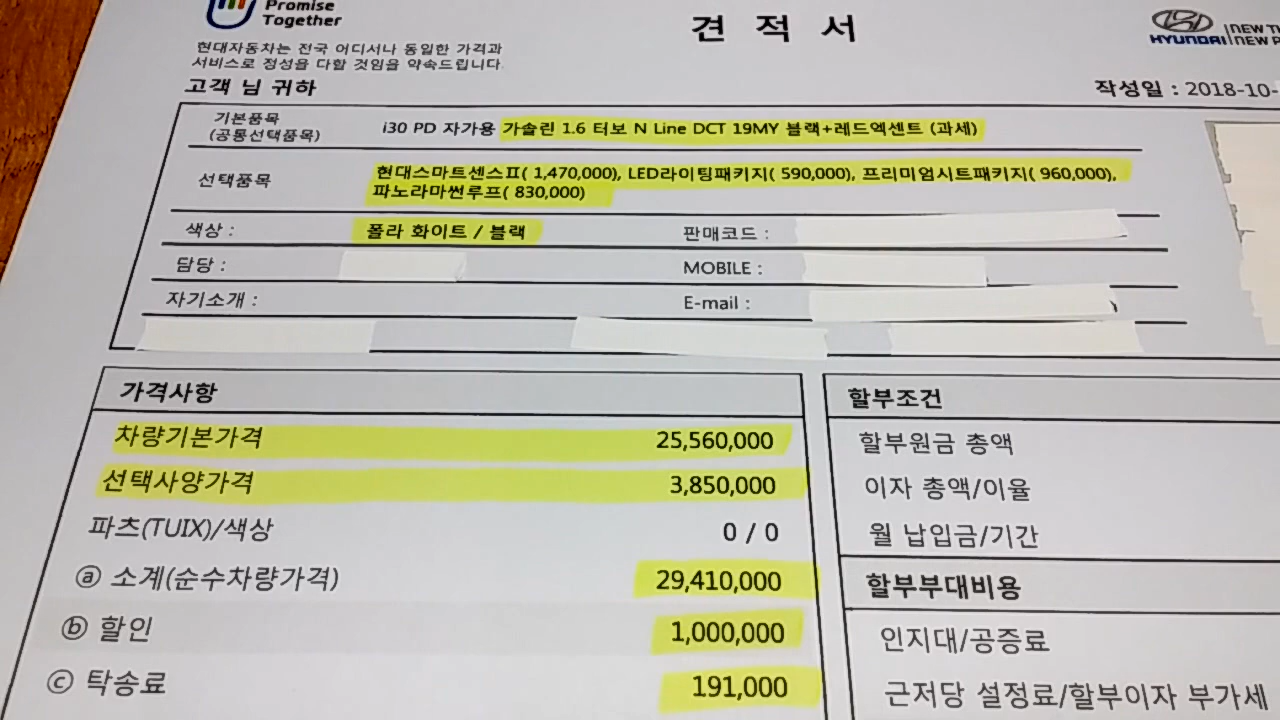 Promise
Together
견 적 서
HYUNDAI
NEW
NEW
현대자동차는 전국 어디서나 동일한 가격과
서비스로 정성을 다할 것임을 약속드립니다.
고객 님 귀하
작성일 : 2018-10-
기본품목
(공통선택품목)
i30 PD 자가용 가솔린 1.6 터보 N Line DCT 19MY 블랙+레드엑센트 (과세)
선택품목
현대스마트센스II( 1,470,000), LED라이팅패키지( 590,000), 프리미엄시트패키지( 960,000),
파노라마썬루프( 830,000)
색상 :
폴라 화이트 / 블랙
판매코드 :
담당 :
MOBILE :
자기소개 :
E-mail :
가격사항
차량기본가격 25,560,000
선택사양가격 3,850,000
파츠(TUIX)/색상 0 / 0
ⓐ 소계(순수차량가격) 29,410,000
ⓑ 할인 1,000,000
ⓒ 탁송료 191,000
할부조건
할부원금 총액
이자 총액/이율
월 납입금/기간
할부부대비용
인지대/공증료
근저당 설정료/할부이자 부가세